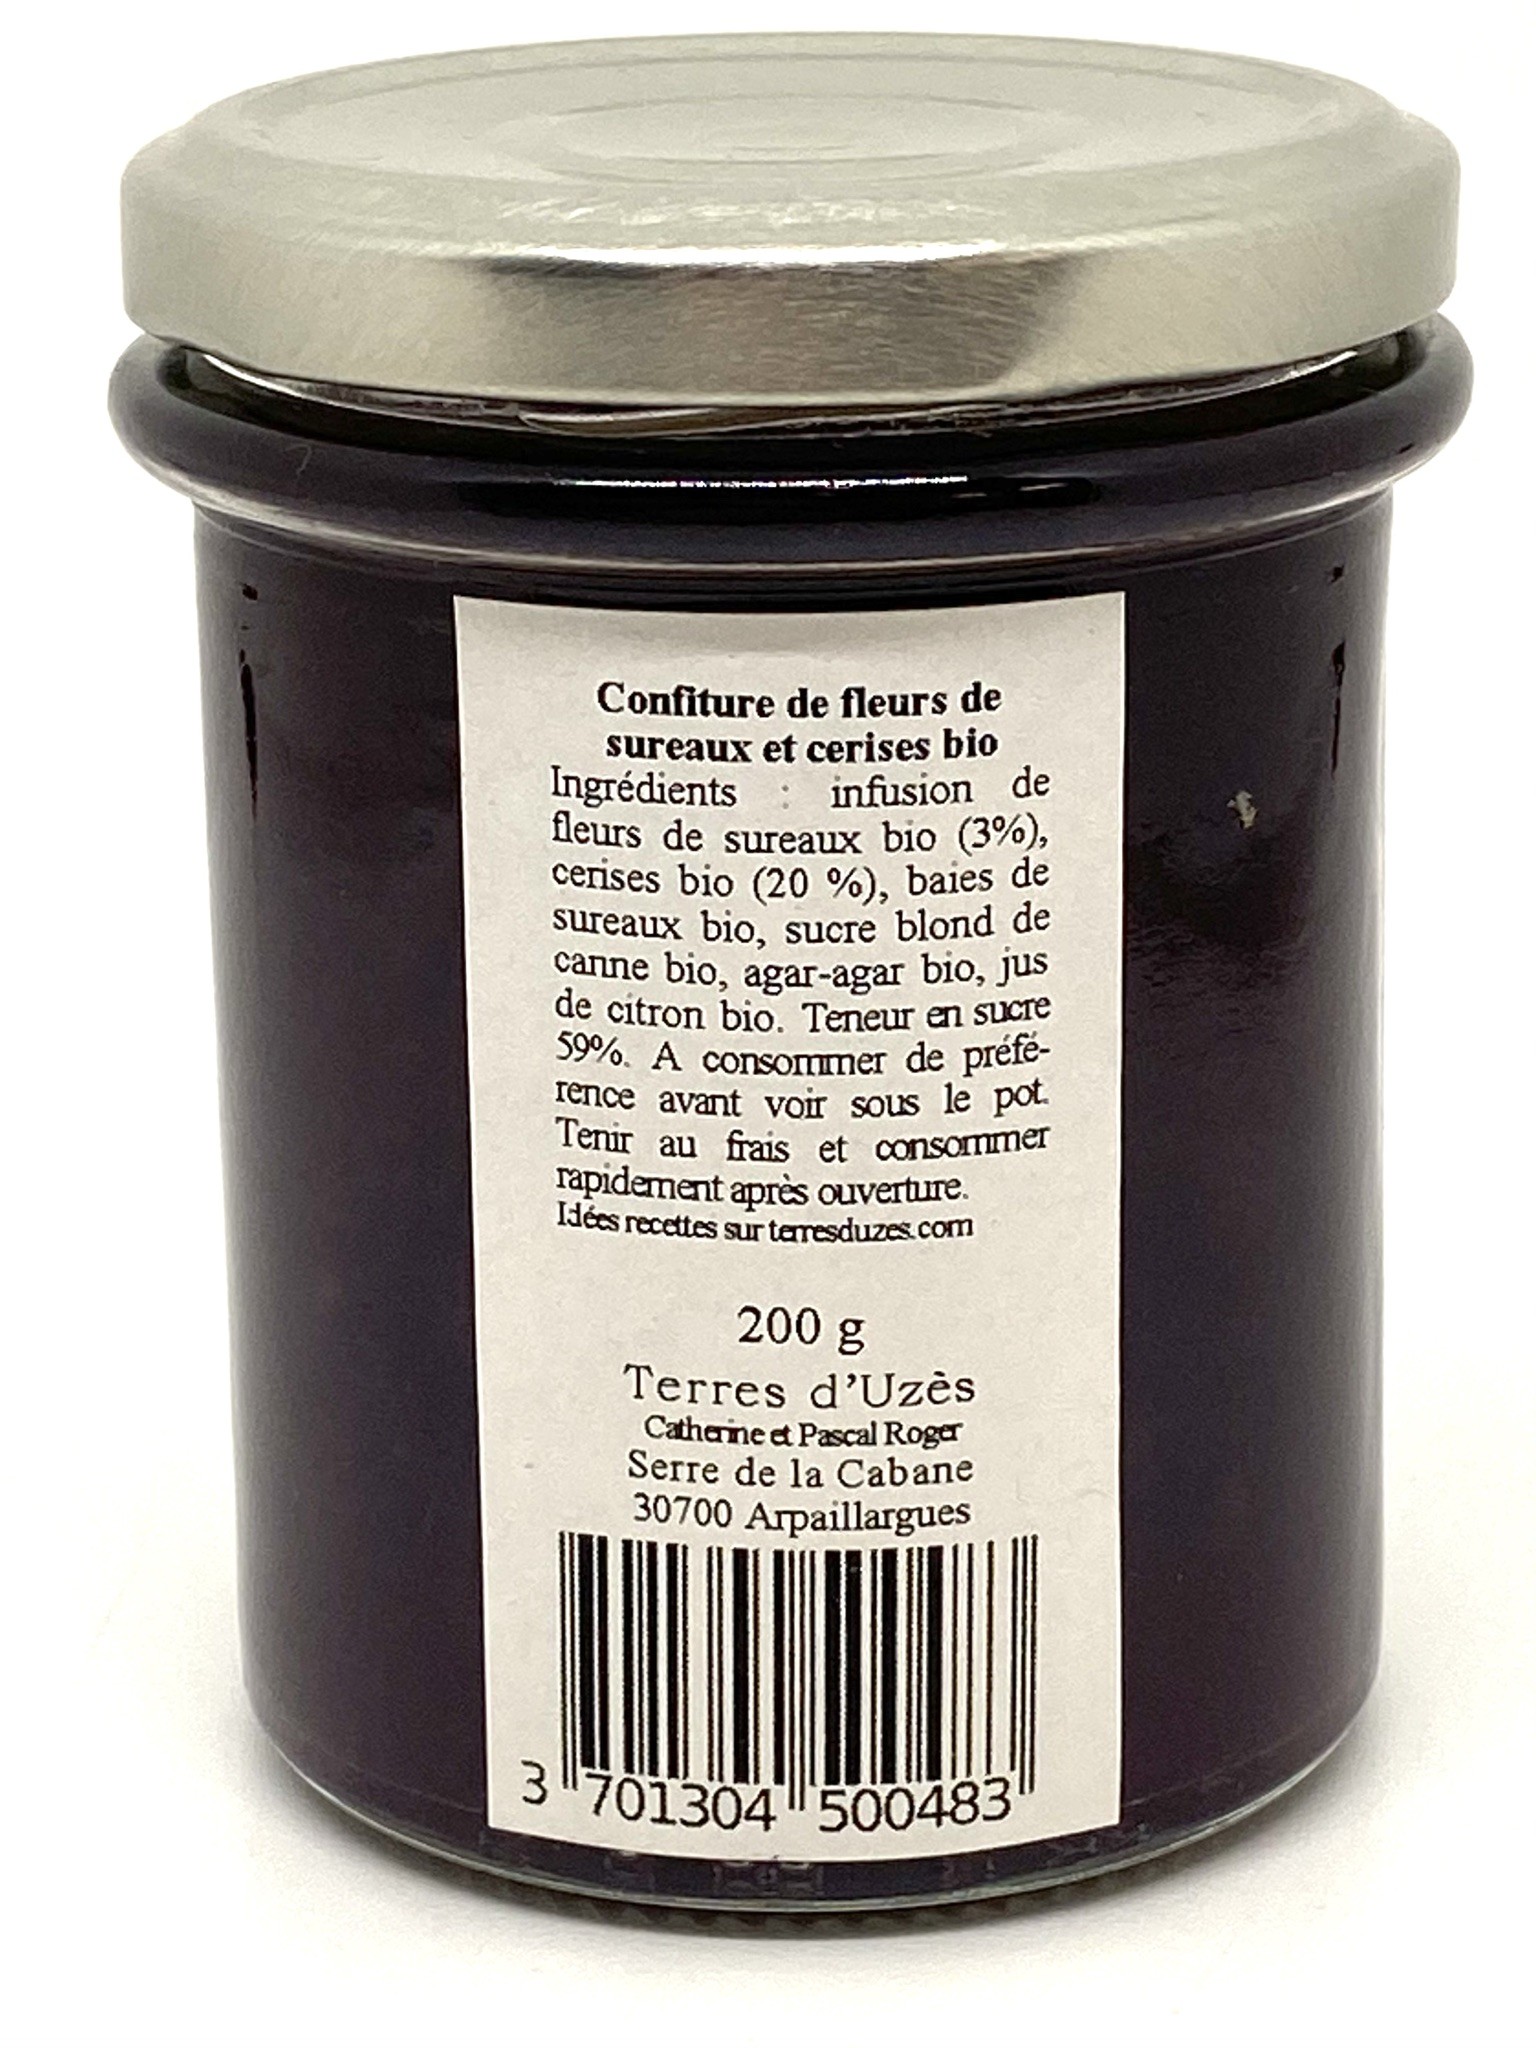 Confiture de fleurs de
sureaux et cerises bio
Ingrédients : infusion de
fleurs de sureaux bio (3%),
cerises bio (20 %), baies de
sureaux bio, sucre blond de
canne bio, agar-agar bio, jus
de citron bio. Teneur en sucre
59%. A consommer de préfé-
rence avant voir sous le pot.
Tenir au frais et consommer
rapidement après ouverture.
Idées recettes sur terresduzes.com
200 g
Terres d'Uzès
Catherine et Pascal Roger
Serre de la Cabane
30700 Arpaillargues
3 701304 500483